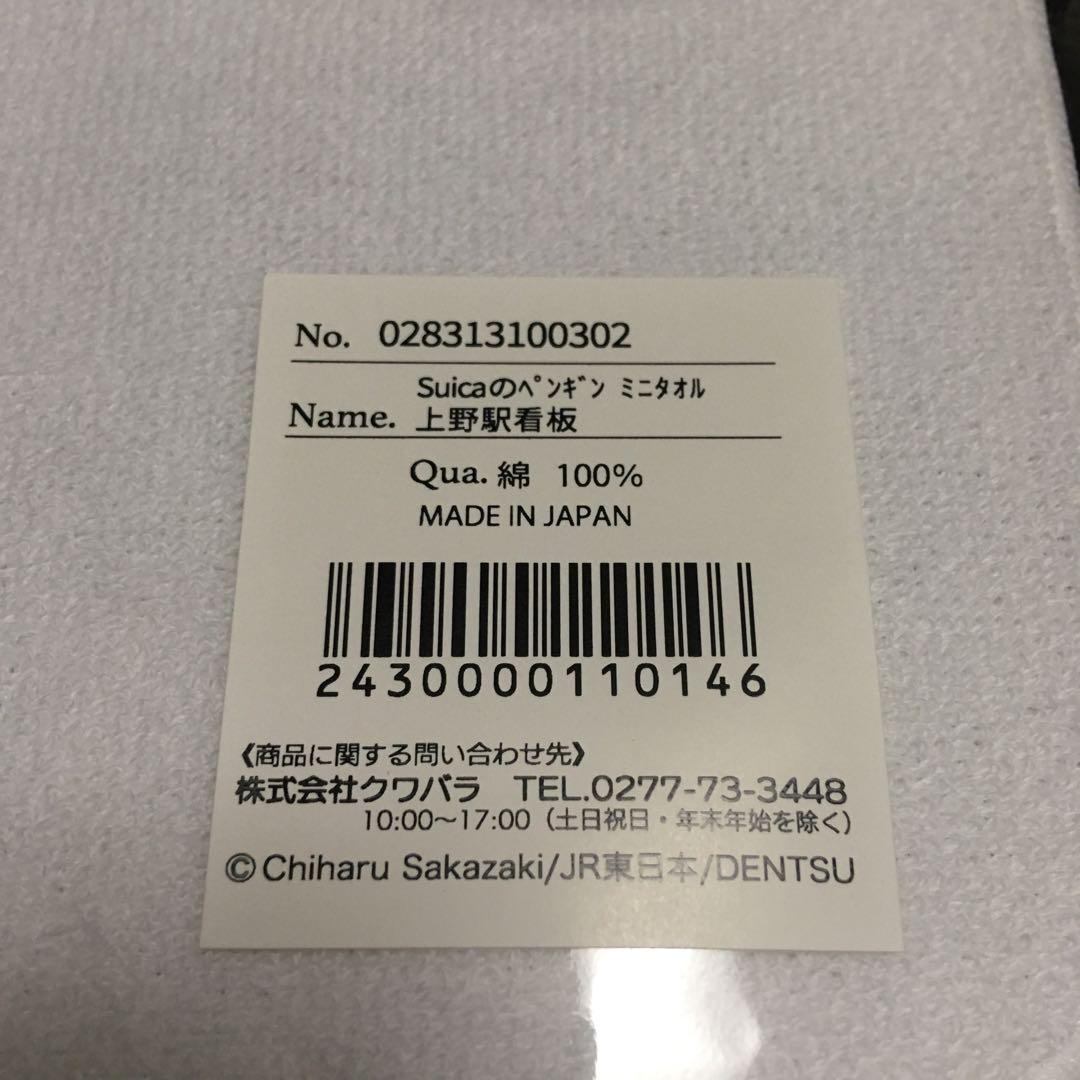 No. 028313100302
Suicaのﾍﾟﾝｷﾞﾝ ﾐﾆﾀｵﾙ
Name. 上野駅看板
Qua. 綿 100%
MADE IN JAPAN
2430000110146
《商品に関する問い合わせ先》
株式会社クワバラ TEL.0277-73-3448
10:00～17:00（土日祝日・年末年始を除く）
©Chiharu Sakazaki/JR東日本/DENTSU